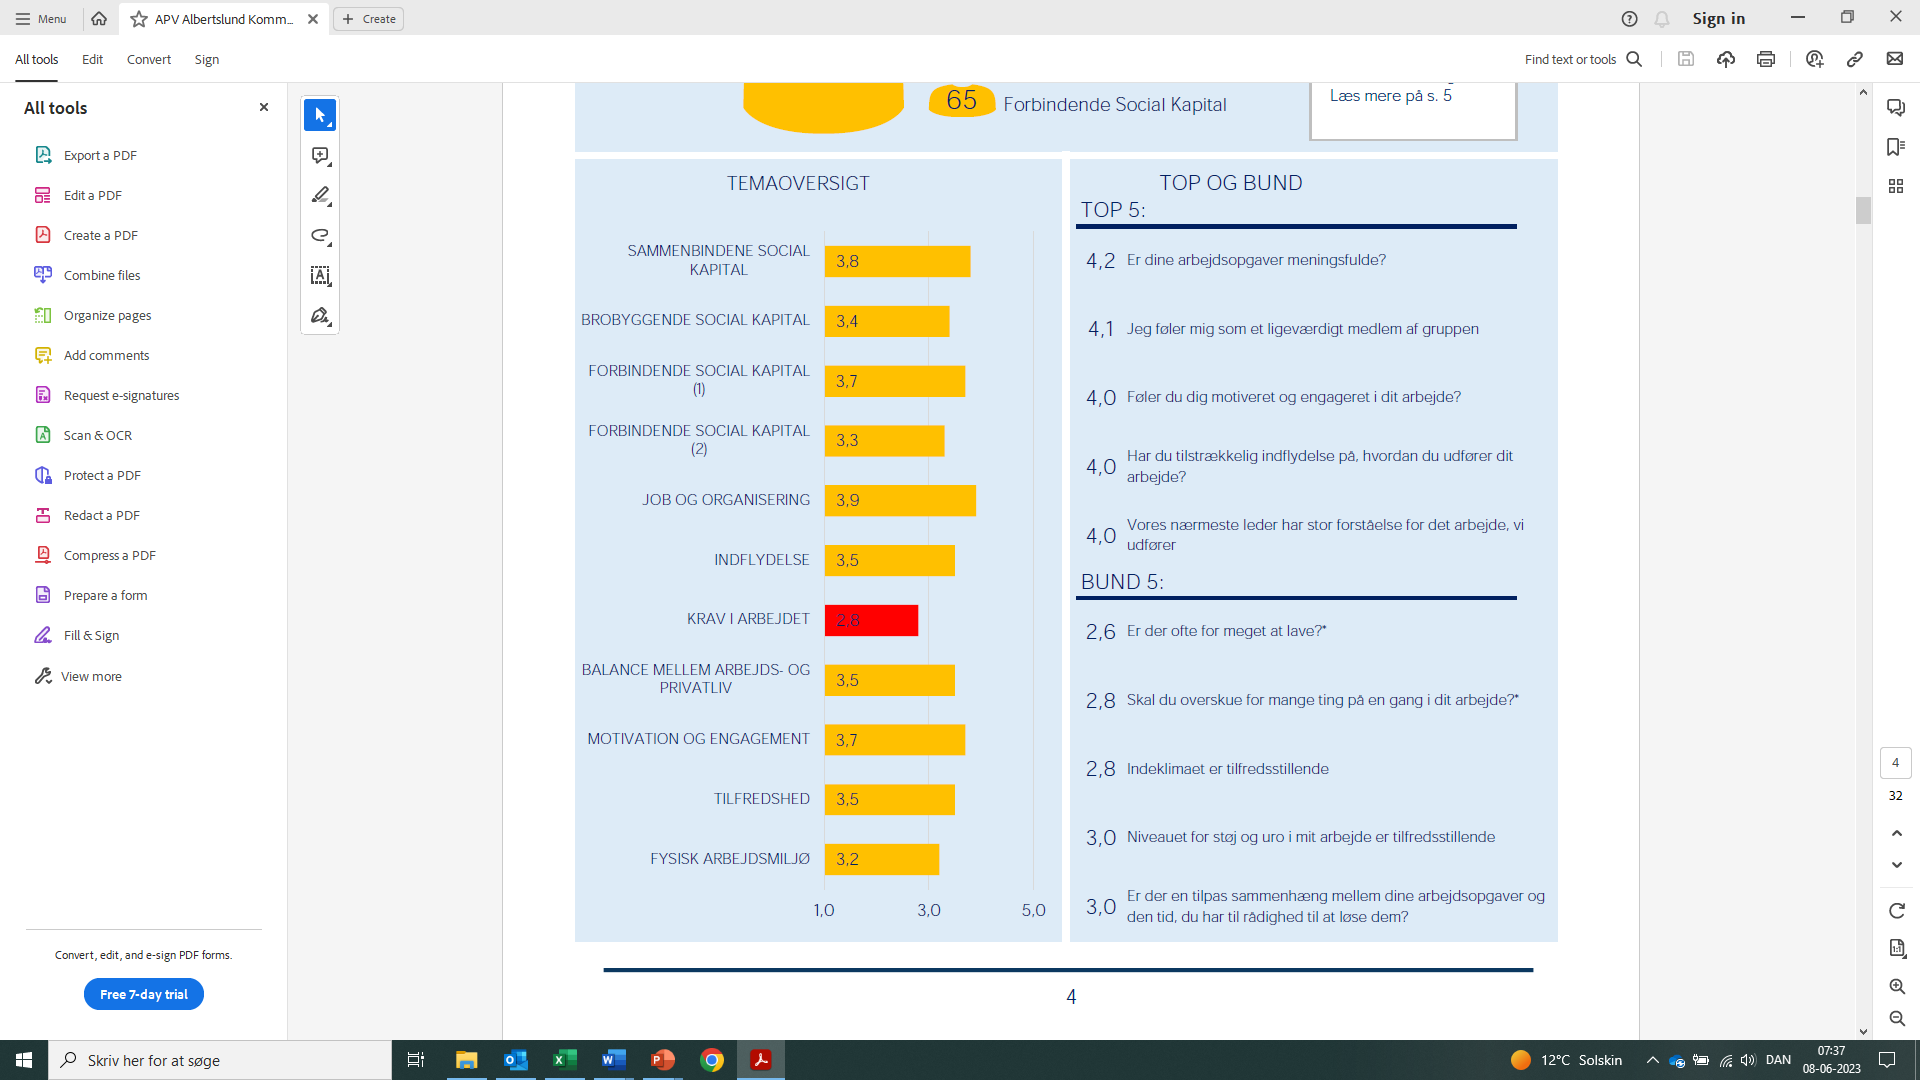 Menu
APV Albertslund Komm...
Create
Sign in
All tools
Edit
Convert
Sign
Find text or tools
All tools
Export a PDF
Edit a PDF
Create a PDF
Combine files
Organize pages
Add comments
Request e-signatures
Scan & OCR
Protect a PDF
Redact a PDF
Compress a PDF
Prepare a form
Fill & Sign
View more
Convert, edit, and e-sign PDF forms.
Free 7-day trial
65 Forbindende Social Kapital
Læs mere på s. 5
TEMAOVERSIGT
SAMMENBINDENE SOCIAL
KAPITAL
3,8
BROBYGGENDE SOCIAL KAPITAL 3,4
FORBINDENDE SOCIAL KAPITAL
(1)
3,7
FORBINDENDE SOCIAL KAPITAL
(2)
3,3
JOB OG ORGANISERING 3,9
INDFLYDELSE 3,5
KRAV I ARBEJDET 2,8
BALANCE MELLEM ARBEJDS- OG
PRIVATLIV
3,5
MOTIVATION OG ENGAGEMENT 3,7
TILFREDSHED 3,5
FYSISK ARBEJDSMILJØ 3,2
1,0 3,0 5,0
TOP OG BUND
TOP 5:
4,2 Er dine arbejdsopgaver meningsfulde?
4,1 Jeg føler mig som et ligeværdigt medlem af gruppen
4,0 Føler du dig motiveret og engageret i dit arbejde?
4,0 Har du tilstrækkelig indflydelse på, hvordan du udfører dit
arbejde?
4,0 Vores nærmeste leder har stor forståelse for det arbejde, vi
udfører
BUND 5:
2,6 Er der ofte for meget at lave?*
2,8 Skal du overskue for mange ting på en gang i dit arbejde?*
2,8 Indeklimaet er tilfredsstillende
3,0 Niveauet for støj og uro i mit arbejde er tilfredsstillende
3,0 Er der en tilpas sammenhæng mellem dine arbejdsopgaver og
den tid, du har til rådighed til at løse dem?
4
4
32
Skriv her for at søge
12°C Solskin
DAN
07:37
08-06-2023